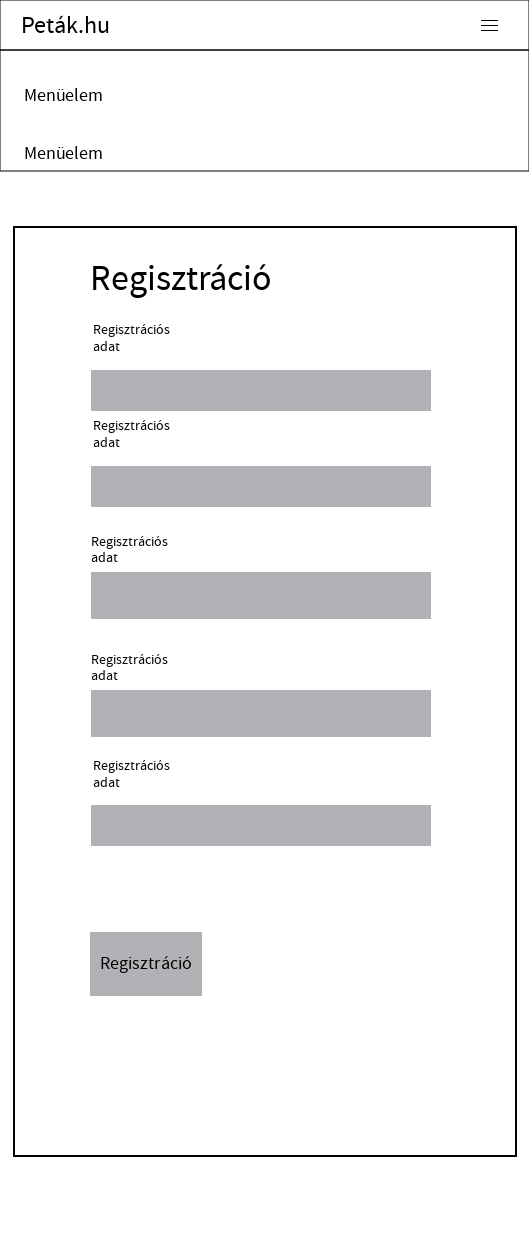 Peták.hu
Menüelem
Menüelem
Regisztráció
Regisztrációs
adat
Regisztrációs
adat
Regisztrációs
adat
Regisztrációs
adat
Regisztrációs
adat
Regisztráció